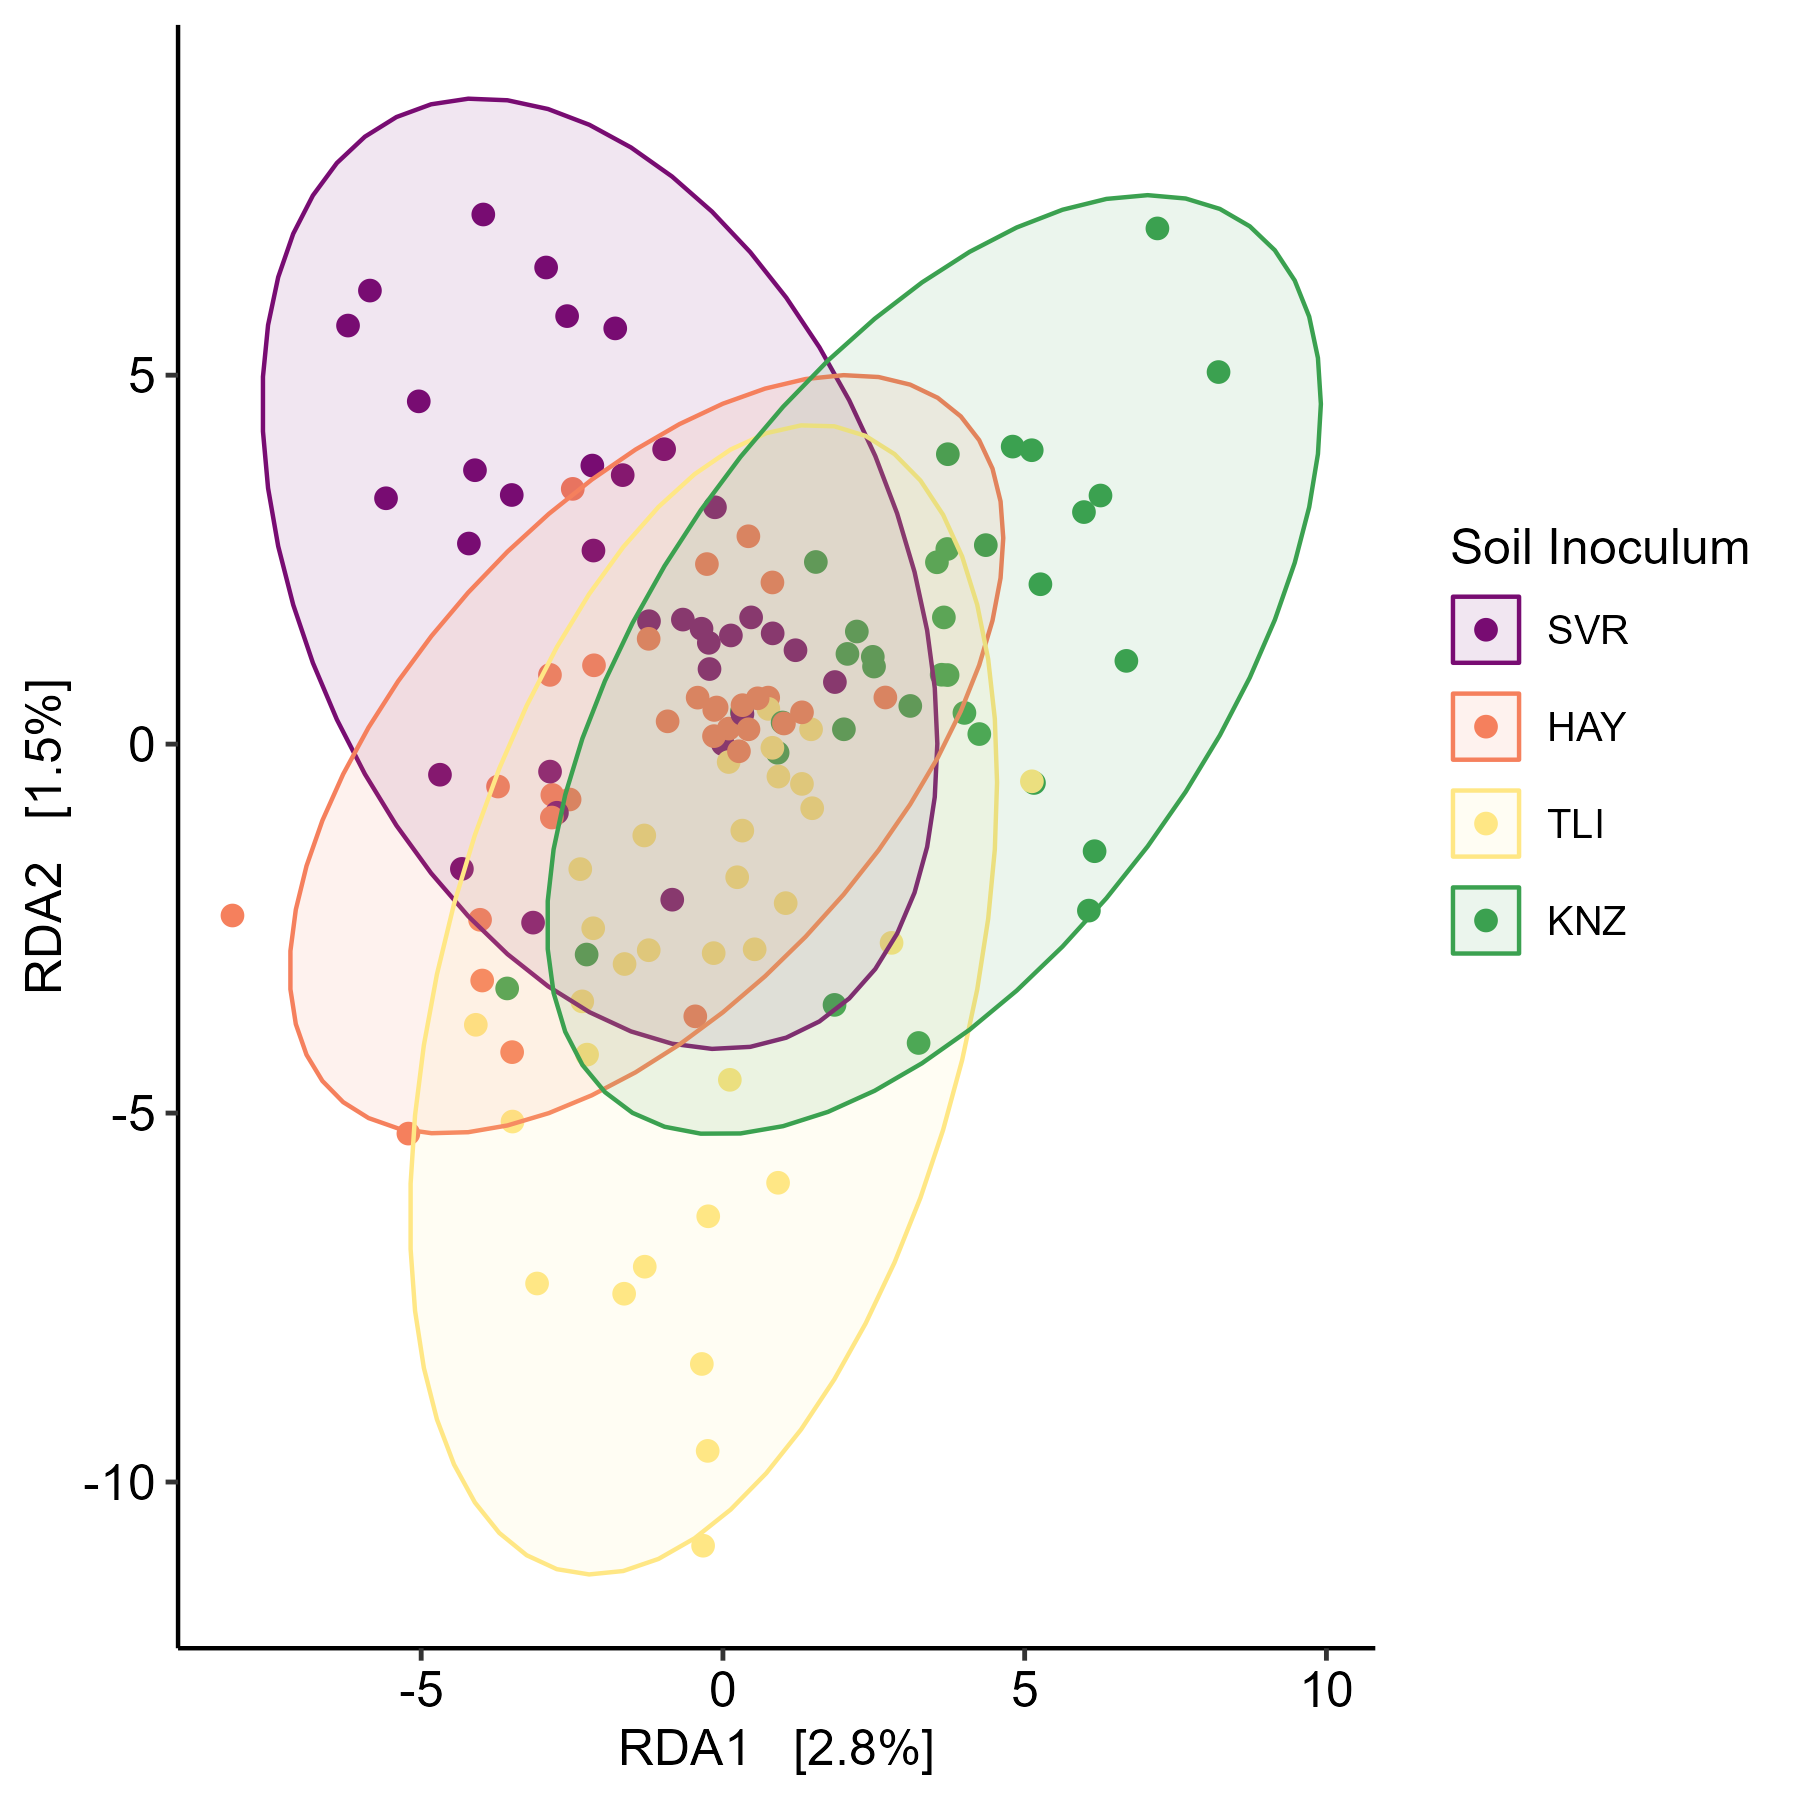 5
0
-5
-10
RDA2 [1.5%]
-5 0 5 10
RDA1 [2.8%]
Soil Inoculum
SVR
HAY
TLI
KNZ